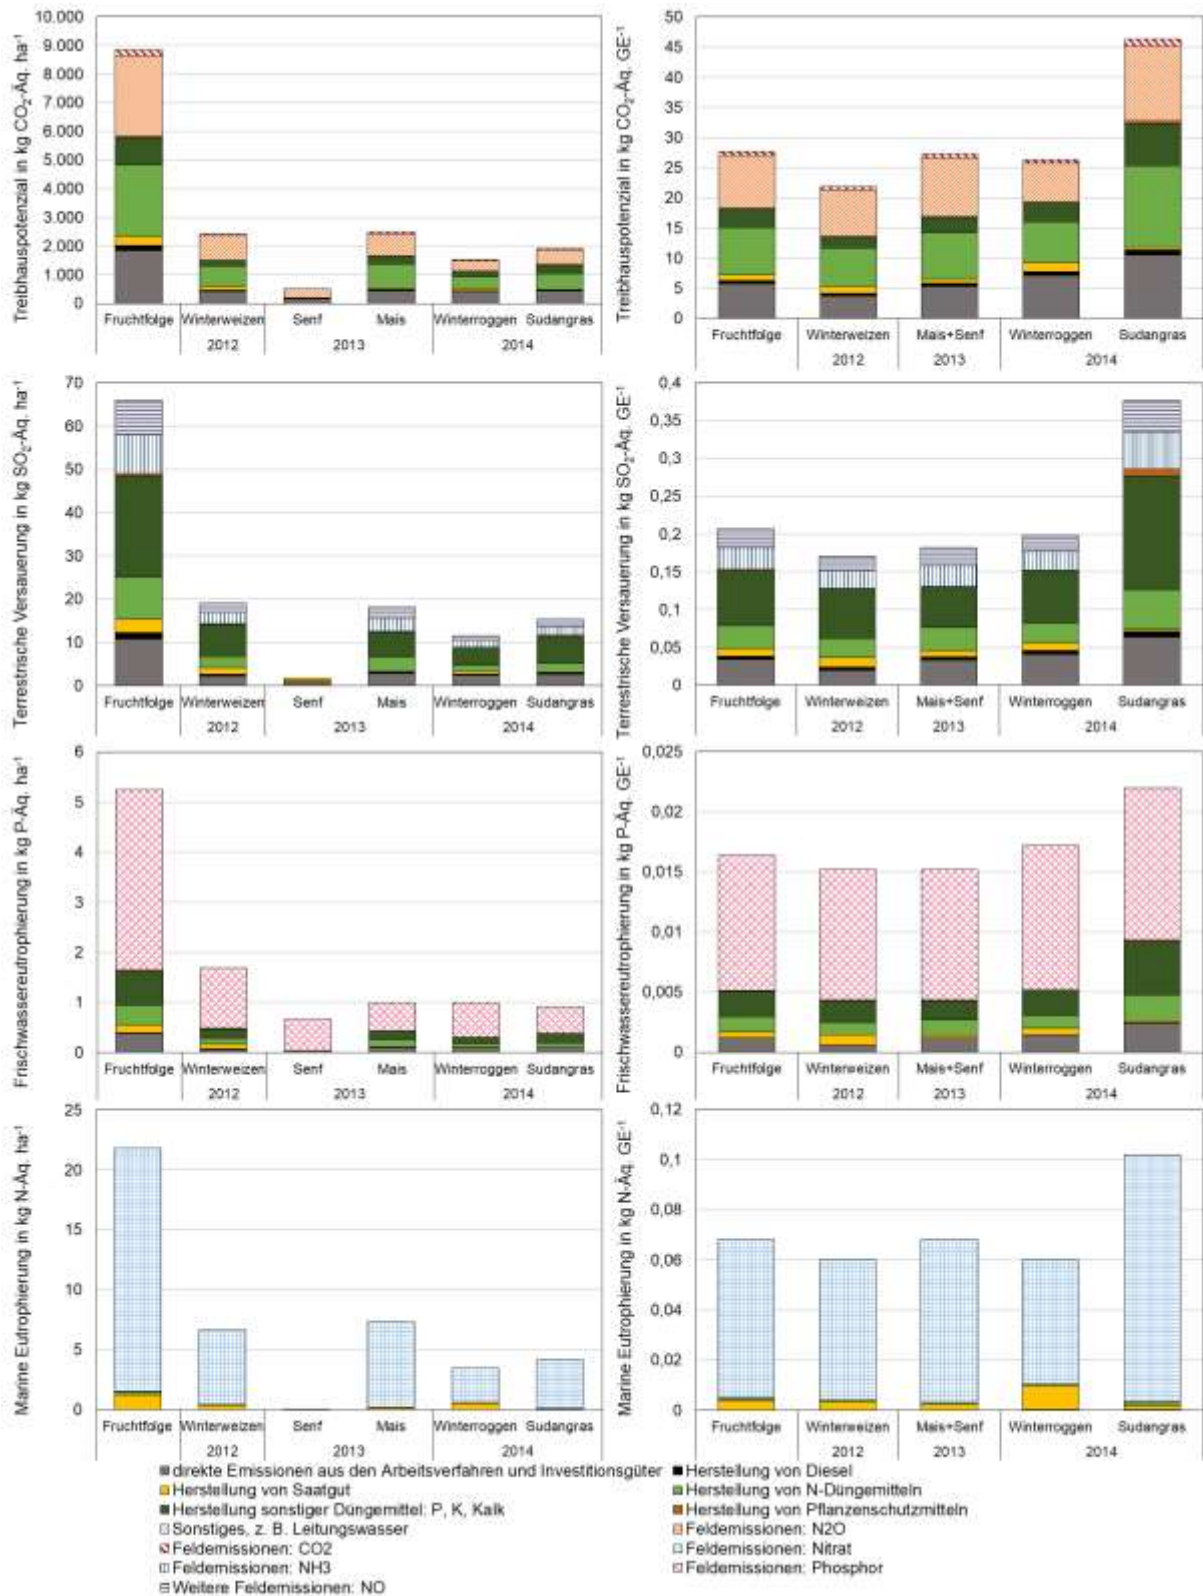 Treibhauspotenzial in kg CO₂-Äq. ha⁻¹
10.000
9.000
8.000
7.000
6.000
5.000
4.000
3.000
2.000
1.000
0
Fruchtfolge Winterweizen Senf Mais Winterroggen Sudangras
2012 2013 2014
Treibhauspotenzial in kg CO₂-Äq. GE⁻¹
50
45
40
35
30
25
20
15
10
5
0
Fruchtfolge Winterweizen Mais+Senf Winterroggen Sudangras
2012 2013 2014
Terrestrische Versauerung in kg SO₂-Äq. ha⁻¹
70
60
50
40
30
20
10
0
Fruchtfolge Winterweizen Senf Mais Winterroggen Sudangras
2012 2013 2014
Terrestrische Versauerung in kg SO₂-Äq. GE⁻¹
0,4
0,35
0,3
0,25
0,2
0,15
0,1
0,05
0
Fruchtfolge Winterweizen Mais+Senf Winterroggen Sudangras
2012 2013 2014
Frischwassereutrophierung in kg P-Äq. ha⁻¹
6
5
4
3
2
1
0
Fruchtfolge Winterweizen Senf Mais Winterroggen Sudangras
2012 2013 2014
Frischwassereutrophierung in kg P-Äq. GE⁻¹
0,025
0,02
0,015
0,01
0,005
0
Fruchtfolge Winterweizen Mais+Senf Winterroggen Sudangras
2012 2013 2014
Marine Eutrophierung in kg N-Äq. ha⁻¹
25
20
15
10
5
0
Fruchtfolge Winterweizen Senf Mais Winterroggen Sudangras
2012 2013 2014
Marine Eutrophierung in kg N-Äq. GE⁻¹
0,12
0,1
0,08
0,06
0,04
0,02
0
Fruchtfolge Winterweizen Mais+Senf Winterroggen Sudangras
2012 2013 2014
direkte Emissionen aus den Arbeitsverfahren und Investitionsgüter Herstellung von Diesel
Herstellung von Saatgut Herstellung von N-Düngemitteln
Herstellung sonstiger Düngemittel: P, K, Kalk Herstellung von Pflanzenschutzmitteln
Sonstiges, z. B. Leitungswasser Feldemissionen: N2O
Feldemissionen: CO2 Feldemissionen: Nitrat
Feldemissionen: NH3 Feldemissionen: Phosphor
Weitere Feldemissionen: NO